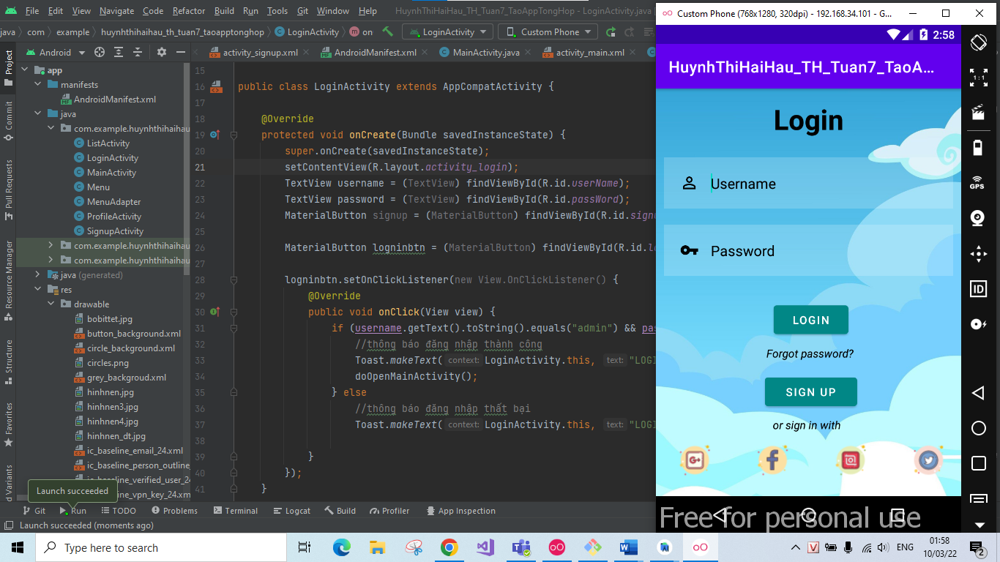 File Edit View Navigate Code Refactor Build Run Tools Git Window Help HuynhThiHaiHau_TH_Tuan7_TaoAppTongHop - LoginActivity.java
java com example huynhthihaihau_th_tuan7_taoapptonghop LoginActivity on LoginActivity Custom Phone
Android
activity_signup.xml AndroidManifest.xml MainActivity.java activity_main.xml
Project
Commit
Pull Requests
Resource Manager
Structure
Favorites
d Variants
app
manifests
AndroidManifest.xml
java
com.example.huynhthihaihau
ListActivity
LoginActivity
MainActivity
Menu
MenuAdapter
ProfileActivity
SignupActivity
com.example.huynhthihaihau
com.example.huynhthihaihau
java (generated)
res
drawable
bobittet.jpg
button_background.xml
circle_background.xml
circles.png
grey_backgroud.xml
hinhnen.jpg
hinhnen3.jpg
hinhnen4.jpg
hinhnen_dt.jpg
ic_baseline_email_24.xml
ic_baseline_person_outline_
ic_baseline_verified_user_24
eline_vpn_key_24.xml
Launch succeeded
15
16 public class LoginActivity extends AppCompatActivity {
17
18 @Override
19 protected void onCreate(Bundle savedInstanceState) {
20 super.onCreate(savedInstanceState);
21 setContentView(R.layout.activity_login);
22 TextView username = (TextView) findViewById(R.id.userName);
23 TextView password = (TextView) findViewById(R.id.passWord);
24 MaterialButton signup = (MaterialButton) findViewById(R.id.signu
25
26 MaterialButton logninbtn = (MaterialButton) findViewById(R.id.lo
27
28 logninbtn.setOnClickListener(new View.OnClickListener() {
29 @Override
30 public void onClick(View view) {
31 if (username.getText().toString().equals("admin") && pas
32 //thông báo đăng nhập thành công
33 Toast.makeText( context: LoginActivity.this, text: "LOGI
34 doOpenMainActivity();
35 } else
36 //thông báo đăng nhập thất bại
37 Toast.makeText( context: LoginActivity.this, text: "LOGI
38
39 }
40 });
41 }
Git Run TODO Problems Terminal Logcat Build Profiler App Inspection
Launch succeeded (moments ago)
Custom Phone (768x1280, 320dpi) - 192.168.34.101 - G...
2:58
HuynhThiHaiHau_TH_Tuan7_TaoA...
Login
Username
Password
LOGIN
Forgot password?
SIGN UP
or sign in with
Free for personal use
1:1
GPS
ID
Type here to search
ENG
01:58
10/03/22
2